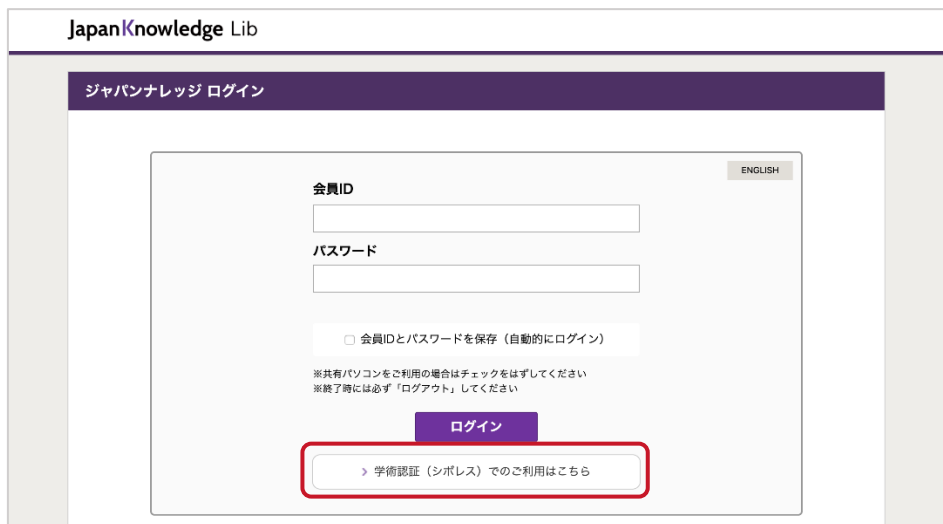 JapanKnowledge Lib
ジャパンナレッジ ログイン
ENGLISH
会員ID
パスワード
会員IDとパスワードを保存（自動的にログイン）
※共有パソコンをご利用の場合はチェックをはずしてください
※終了時には必ず「ログアウト」してください
ログイン
> 学術認証（シボレス）でのご利用はこちら